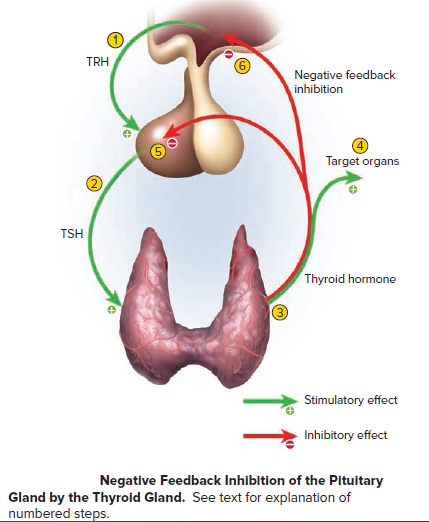 1
TRH
6
Negative feedback
inhibition
4
Target organs
5
2
TSH
Thyroid hormone
3
Stimulatory effect
Inhibitory effect
Negative Feedback Inhibition of the Pituitary
Gland by the Thyroid Gland. See text for explanation of
numbered steps.